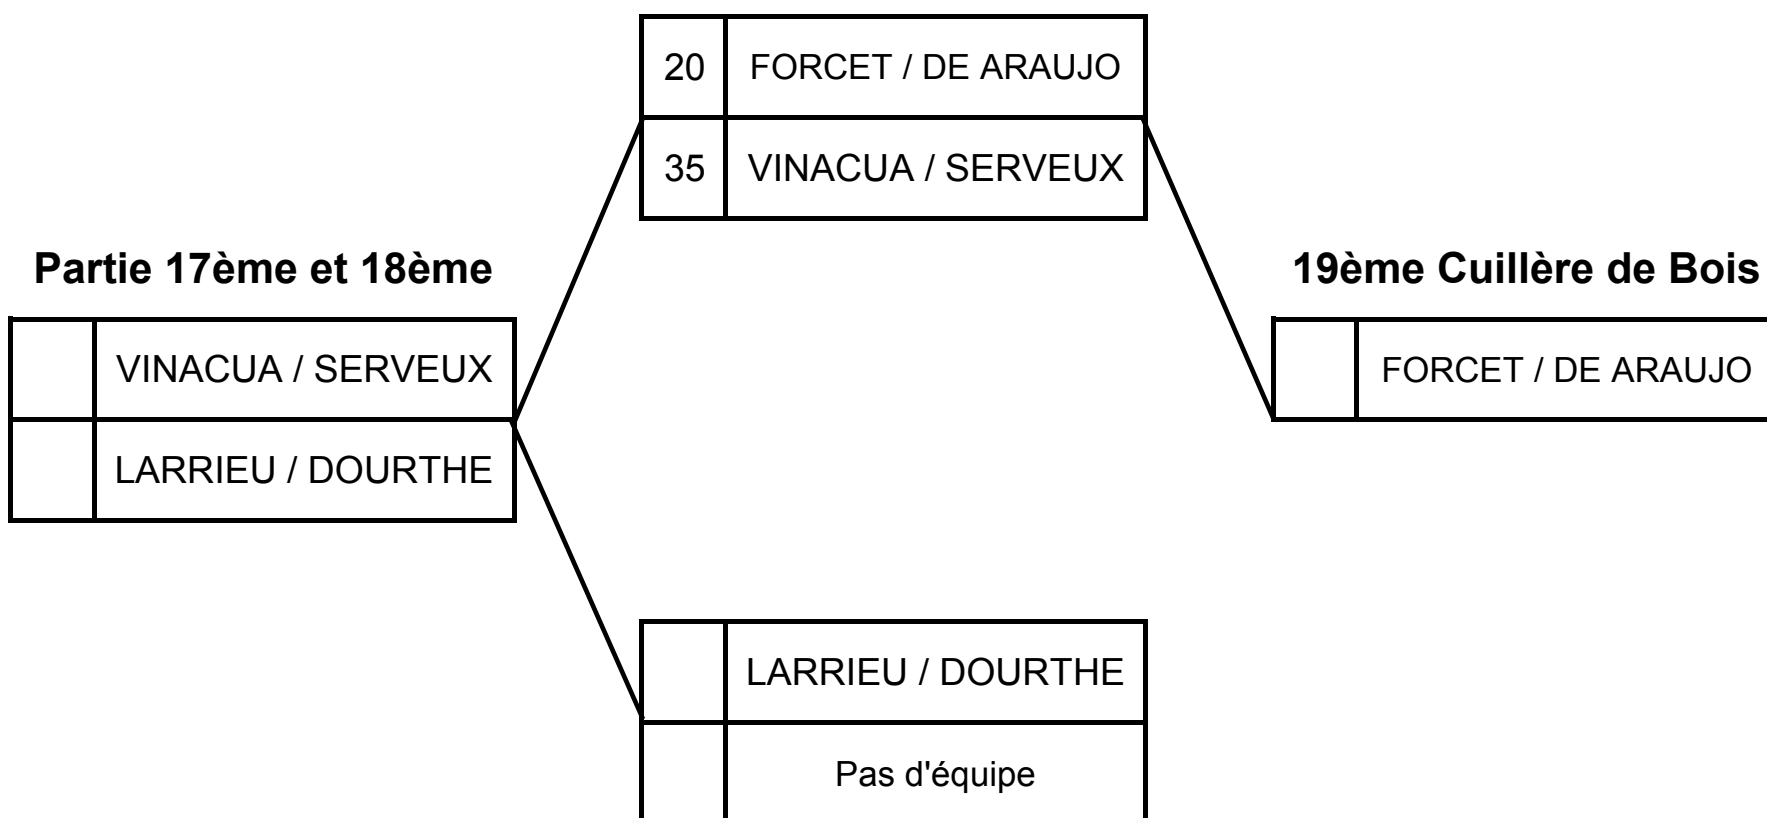 20 FORCET / DE ARAUJO
35 VINACUA / SERVEUX
Partie 17ème et 18ème
19ème Cuillère de Bois
VINACUA / SERVEUX
FORCET / DE ARAUJO
LARRIEU / DOURTHE
LARRIEU / DOURTHE
Pas d'équipe